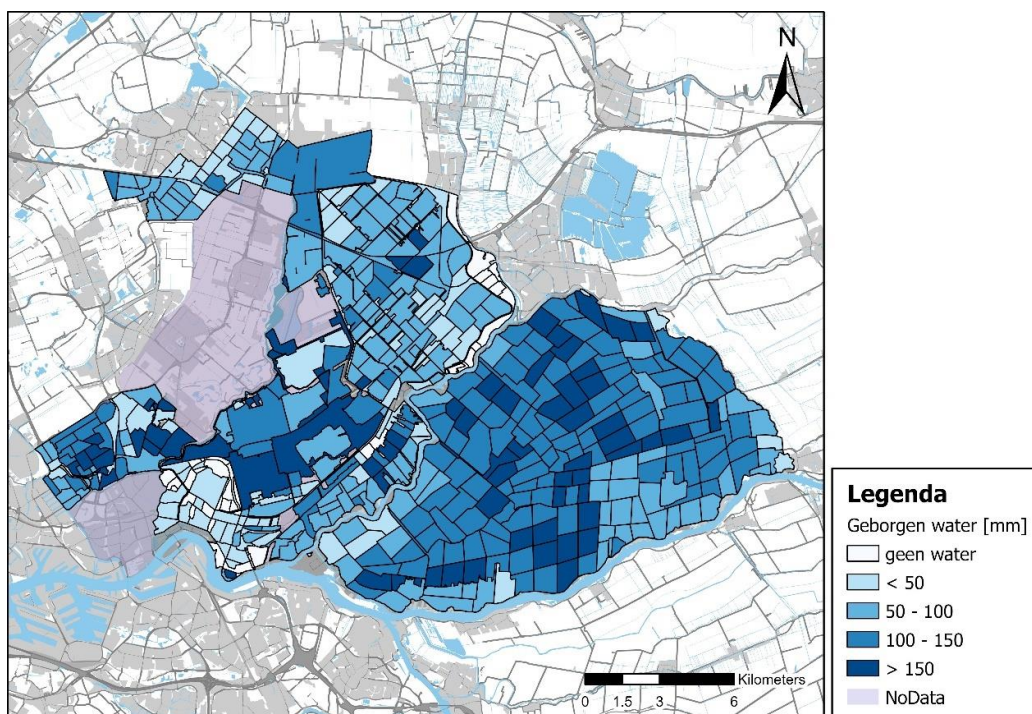 N
Kilometers
0 1.5 3 6
Legenda
Geborgen water [mm]
geen water
< 50
50 - 100
100 - 150
> 150
NoData